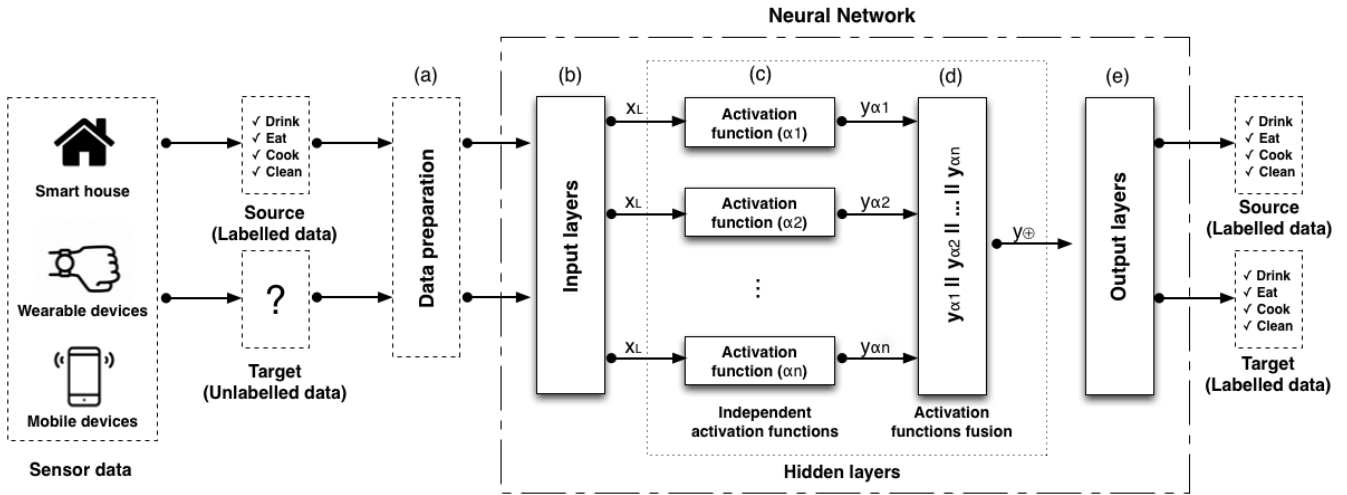 Neural Network
(a)
(b)
(c)
(d)
(e)
Smart house
Wearable devices
Mobile devices
Sensor data
✓ Drink
✓ Eat
✓ Cook
✓ Clean
Source
(Labelled data)
?
Target
(Unlabelled data)
Data preparation
Input layers
xL
xL
xL
Activation
function (α1)
Activation
function (α2)
⋮
Activation
function (αn)
Independent
activation functions
yα1
yα2
yαn
yα1 || yα2 || ... || yαn
Activation
functions fusion
Hidden layers
y⊕
Output layers
✓ Drink
✓ Eat
✓ Cook
✓ Clean
Source
(Labelled data)
✓ Drink
✓ Eat
✓ Cook
✓ Clean
Target
(Labelled data)